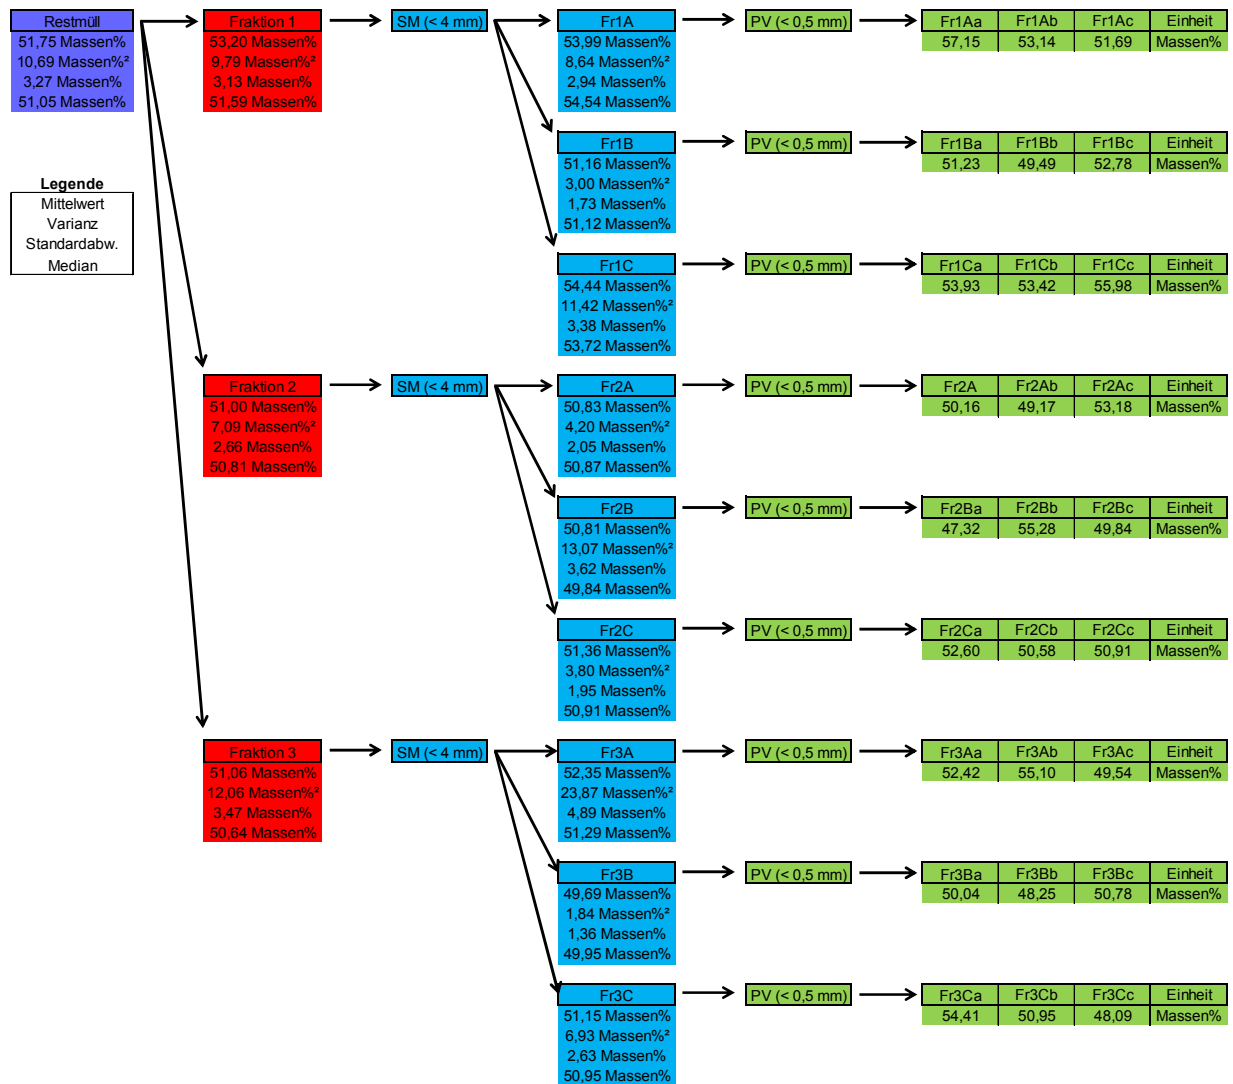 Restmüll Fraktion 1 SM (< 4 mm) Fr1A PV (< 0,5 mm) Fr1Aa Fr1Ab Fr1Ac Einheit
51,75 Massen% 53,20 Massen% 53,99 Massen% 57,15 53,14 51,69 Massen%
10,69 Massen%² 9,79 Massen%² 8,64 Massen%²
3,27 Massen% 3,13 Massen% 2,94 Massen%
51,05 Massen% 51,59 Massen% 54,54 Massen%
Fr1B PV (< 0,5 mm) Fr1Ba Fr1Bb Fr1Bc Einheit
51,16 Massen% 51,23 49,49 52,78 Massen%
3,00 Massen%²
1,73 Massen%
51,12 Massen%
Legende
Mittelwert
Varianz
Standardabw.
Median
Fr1C PV (< 0,5 mm) Fr1Ca Fr1Cb Fr1Cc Einheit
54,44 Massen% 53,93 53,42 55,98 Massen%
11,42 Massen%²
3,38 Massen%
53,72 Massen%
Fraktion 2 SM (< 4 mm) Fr2A PV (< 0,5 mm) Fr2A Fr2Ab Fr2Ac Einheit
51,00 Massen% 50,83 Massen% 50,16 49,17 53,18 Massen%
7,09 Massen%² 4,20 Massen%²
2,66 Massen% 2,05 Massen%
50,81 Massen% 50,87 Massen%
Fr2B PV (< 0,5 mm) Fr2Ba Fr2Bb Fr2Bc Einheit
50,81 Massen% 47,32 55,28 49,84 Massen%
13,07 Massen%²
3,62 Massen%
49,84 Massen%
Fr2C PV (< 0,5 mm) Fr2Ca Fr2Cb Fr2Cc Einheit
51,36 Massen% 52,60 50,58 50,91 Massen%
3,80 Massen%²
1,95 Massen%
50,91 Massen%
Fraktion 3 SM (< 4 mm) Fr3A PV (< 0,5 mm) Fr3Aa Fr3Ab Fr3Ac Einheit
51,06 Massen% 52,35 Massen% 52,42 55,10 49,54 Massen%
12,06 Massen%² 23,87 Massen%²
3,47 Massen% 4,89 Massen%
50,64 Massen% 51,29 Massen%
Fr3B PV (< 0,5 mm) Fr3Ba Fr3Bb Fr3Bc Einheit
49,69 Massen% 50,04 48,25 50,78 Massen%
1,84 Massen%²
1,36 Massen%
49,95 Massen%
Fr3C PV (< 0,5 mm) Fr3Ca Fr3Cb Fr3Cc Einheit
51,15 Massen% 54,41 50,95 48,09 Massen%
6,93 Massen%²
2,63 Massen%
50,95 Massen%